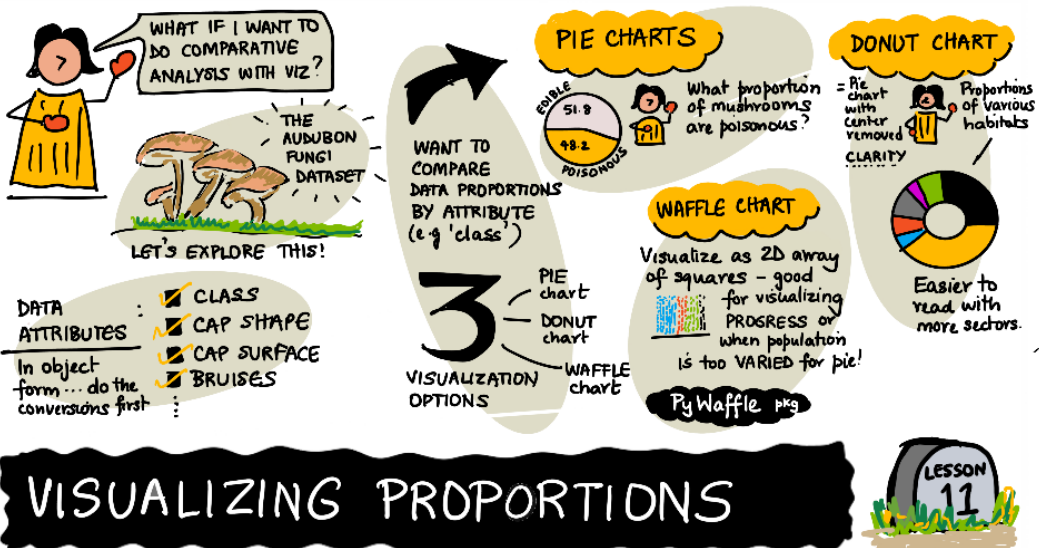 WHAT IF I WANT TO
DO COMPARATIVE
ANALYSIS WITH VIZ?
THE
AUDUBON
FUNGI
DATASET
LET'S EXPLORE THIS!
DATA
ATTRIBUTES
:
In object
form ... do the
conversions first
CLASS
CAP SHAPE
CAP SURFACE
BRUISES
WANT TO
COMPARE
DATA PROPORTIONS
BY ATTRIBUTE
(e.g 'class')
3
PIE
chart
DONUT
chart
WAFFLE
chart
VISUALIZATION
OPTIONS
PIE CHARTS
EDIBLE
51.8
48.2
POISONOUS
What proportion
of mushrooms
are poisonous?
WAFFLE CHART
Visualize as 2D array
of squares - good
for visualizing
PROGRESS or
when population
is too VARIED for pie!
PyWaffle pkg
DONUT CHART
= Pie
chart
with
center
removed
CLARITY
Proportions
of various
habitats
Easier to
read with
more sectors.
VISUALIZING PROPORTIONS
LESSON
11